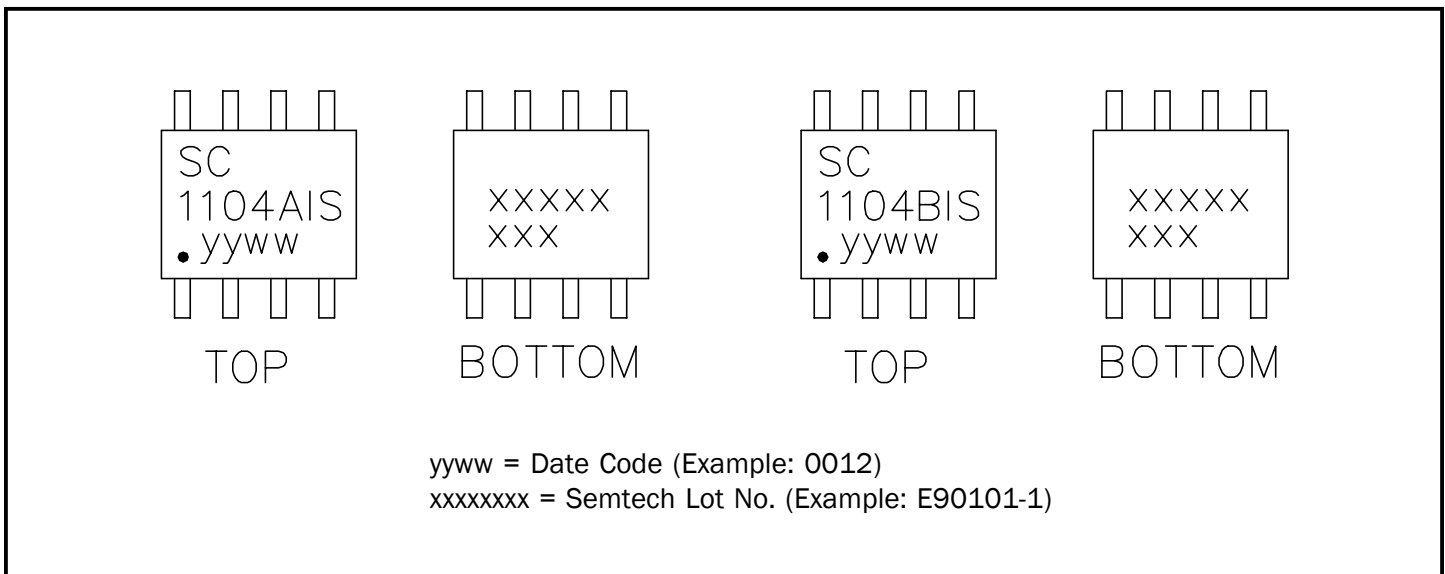 SC
1104AIS
yyww
TOP
xxxxx
xxx
BOTTOM
SC
1104BIS
yyww
TOP
xxxxx
xxx
BOTTOM
yyww = Date Code (Example: 0012)
xxxxxxxx = Semtech Lot No. (Example: E90101-1)